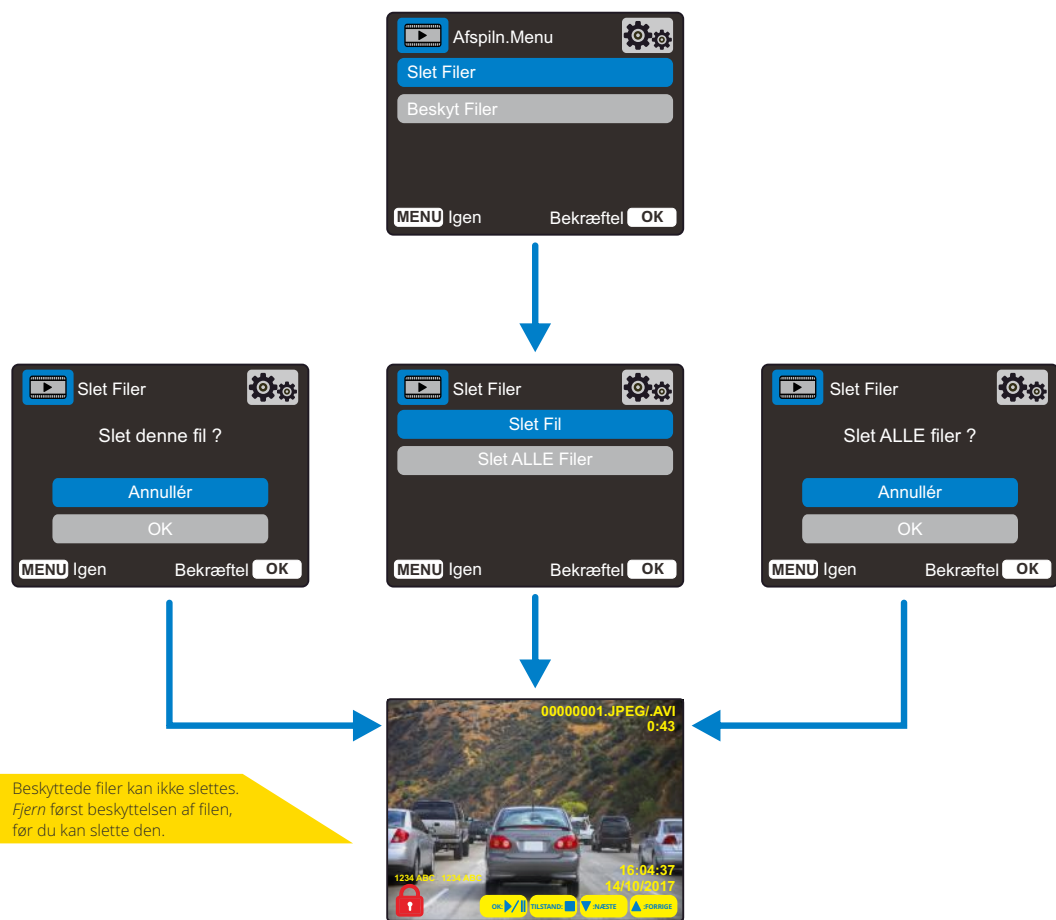 Afspiln.Menu
Slet Filer
Beskyt Filer
MENU Igen Bekræftel OK
Slet Filer
Slet denne fil ?
Annullér
OK
MENU Igen Bekræftel OK
Slet Filer
Slet Fil
Slet ALLE Filer
MENU Igen Bekræftel OK
Slet Filer
Slet ALLE filer ?
Annullér
OK
MENU Igen Bekræftel OK
00000001.JPEG/.AVI
0:43
Beskyttede filer kan ikke slettes.
Fjern først beskyttelsen af filen,
før du kan slette den.
16:04:37
1234 ABC 1234 ABC
14/10/2017
OK: TILSTAND: :NÆSTE :FORRIGE